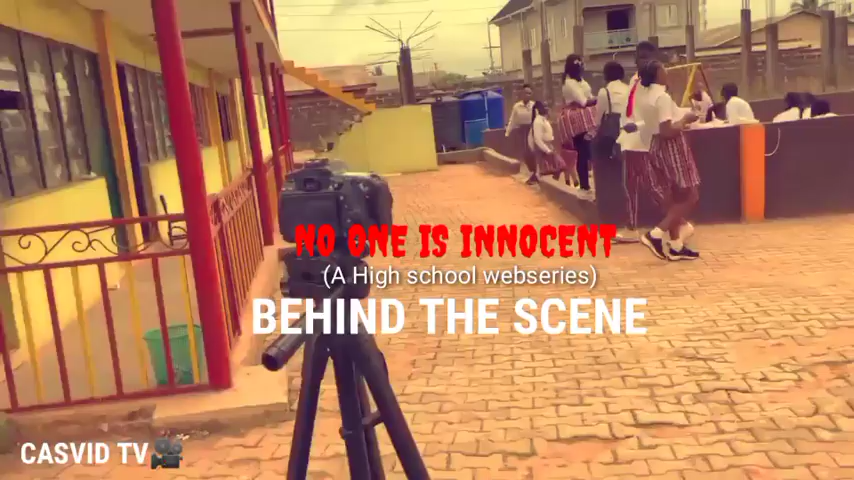 NO ONE IS INNOCENT
(A High school webseries)
BEHIND THE SCENE
CASVID TV🎥